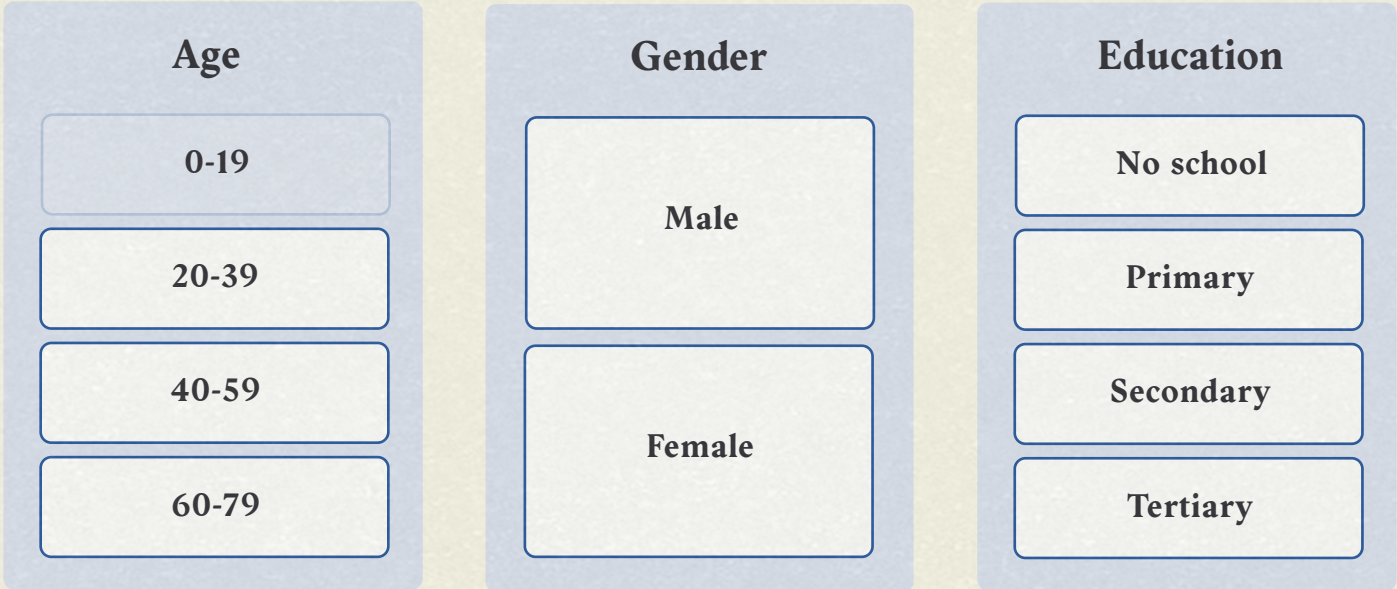 Age
0-19
20-39
40-59
60-79
Gender
Male
Female
Education
No school
Primary
Secondary
Tertiary